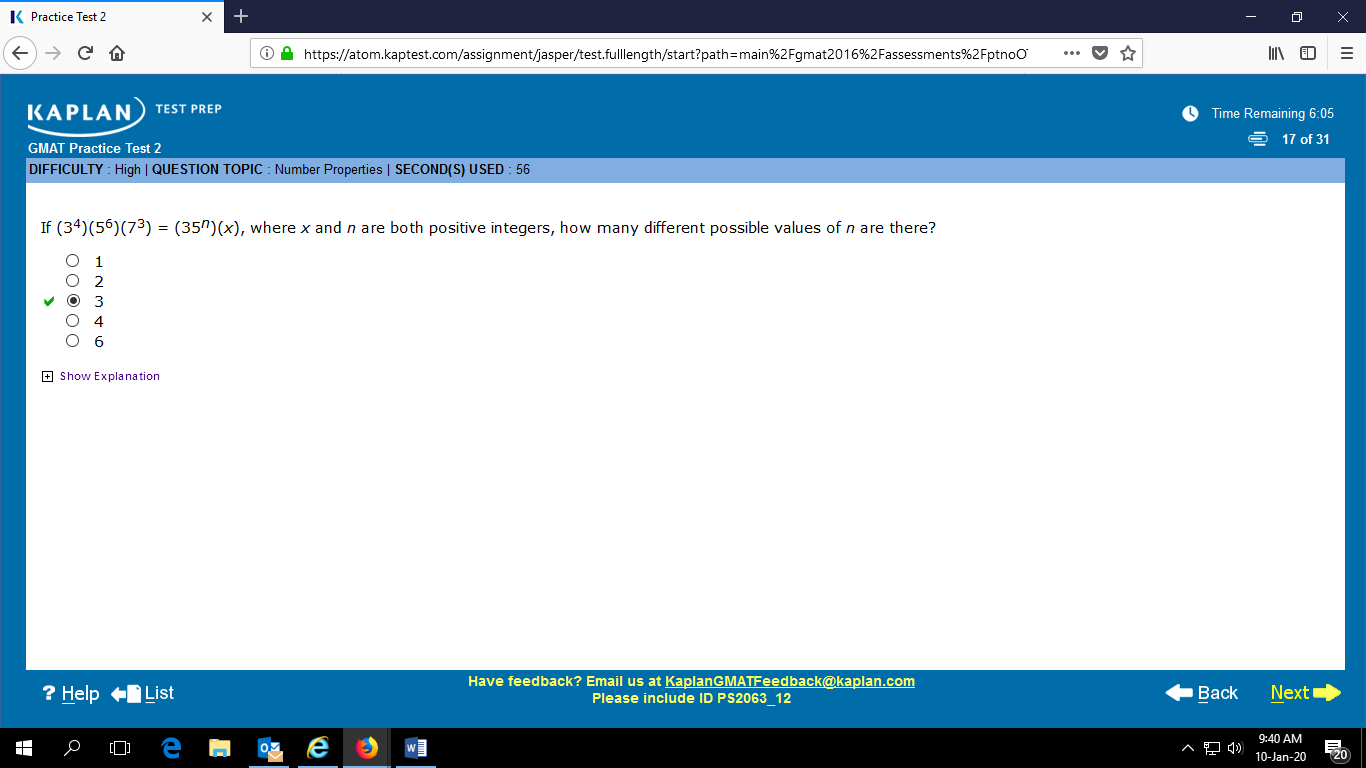 Practice Test 2
https://atom.kaptest.com/assignment/jasper/test.fulllength/start?path=main%2Fgmat2016%2Fassessments%2FptnoO
KAPLAN TEST PREP
Time Remaining 6:05
17 of 31
GMAT Practice Test 2
DIFFICULTY : High | QUESTION TOPIC : Number Properties | SECOND(S) USED : 56
If (3⁴)(5⁶)(7³) = (35ⁿ)(x), where x and n are both positive integers, how many different possible values of n are there?
1
2
3
4
6
Show Explanation
? Help
List
Have feedback? Email us at KaplanGMATFeedback@kaplan.com
Please include ID PS2063_12
Back
Next
9:40 AM
10-Jan-20
20